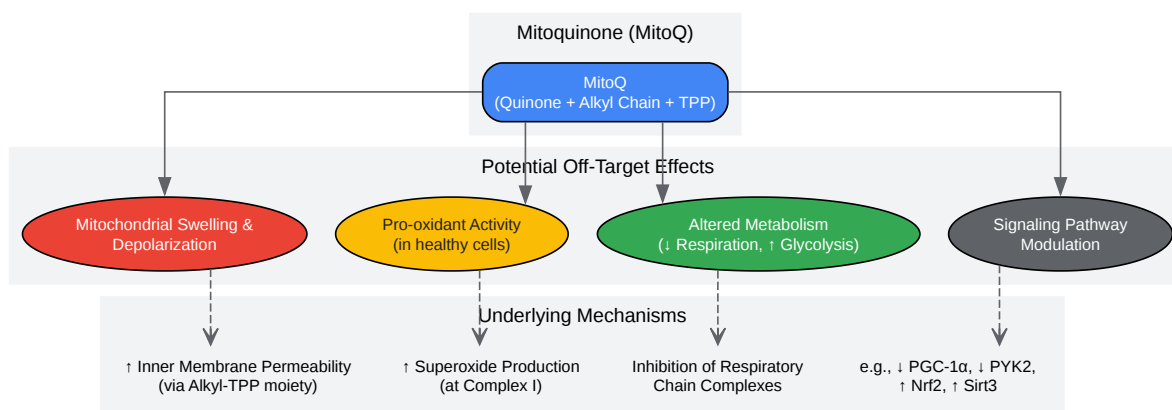 Mitoquinone (MitoQ)
MitoQ
(Quinone + Alkyl Chain + TPP)
Potential Off-Target Effects
Mitochondrial Swelling &
Depolarization
Pro-oxidant Activity
(in healthy cells)
Altered Metabolism
(↓ Respiration, ↑ Glycolysis)
Signaling Pathway
Modulation
Underlying Mechanisms
↑ Inner Membrane Permeability
(via Alkyl-TPP moiety)
↑ Superoxide Production
(at Complex I)
Inhibition of Respiratory
Chain Complexes
e.g., ↓ PGC-1α, ↓ PYK2,
↑ Nrf2, ↑ Sirt3